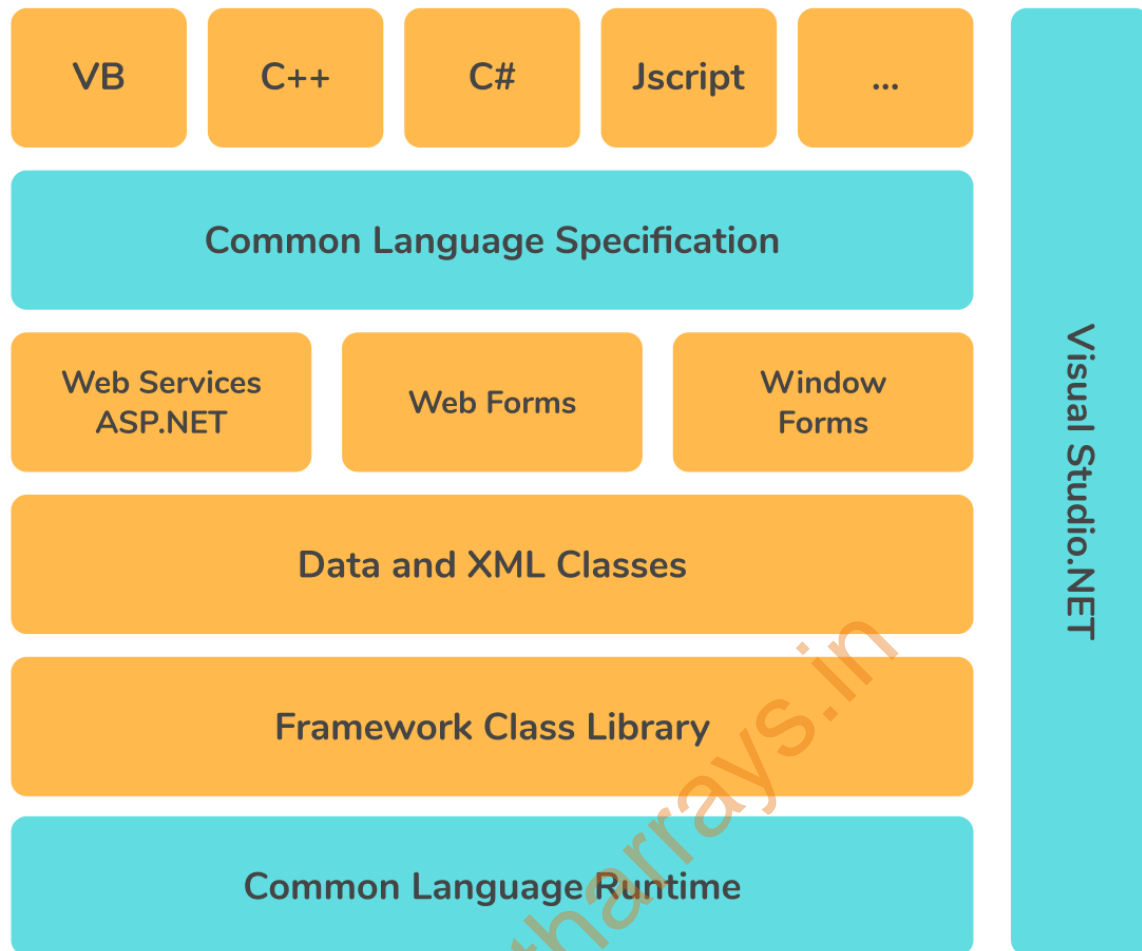 VB
C++
C#
Jscript
...
Common Language Specification
Web Services
ASP.NET
Web Forms
Window
Forms
Data and XML Classes
Framework Class Library
Common Language Runtime
Visual Studio.NET